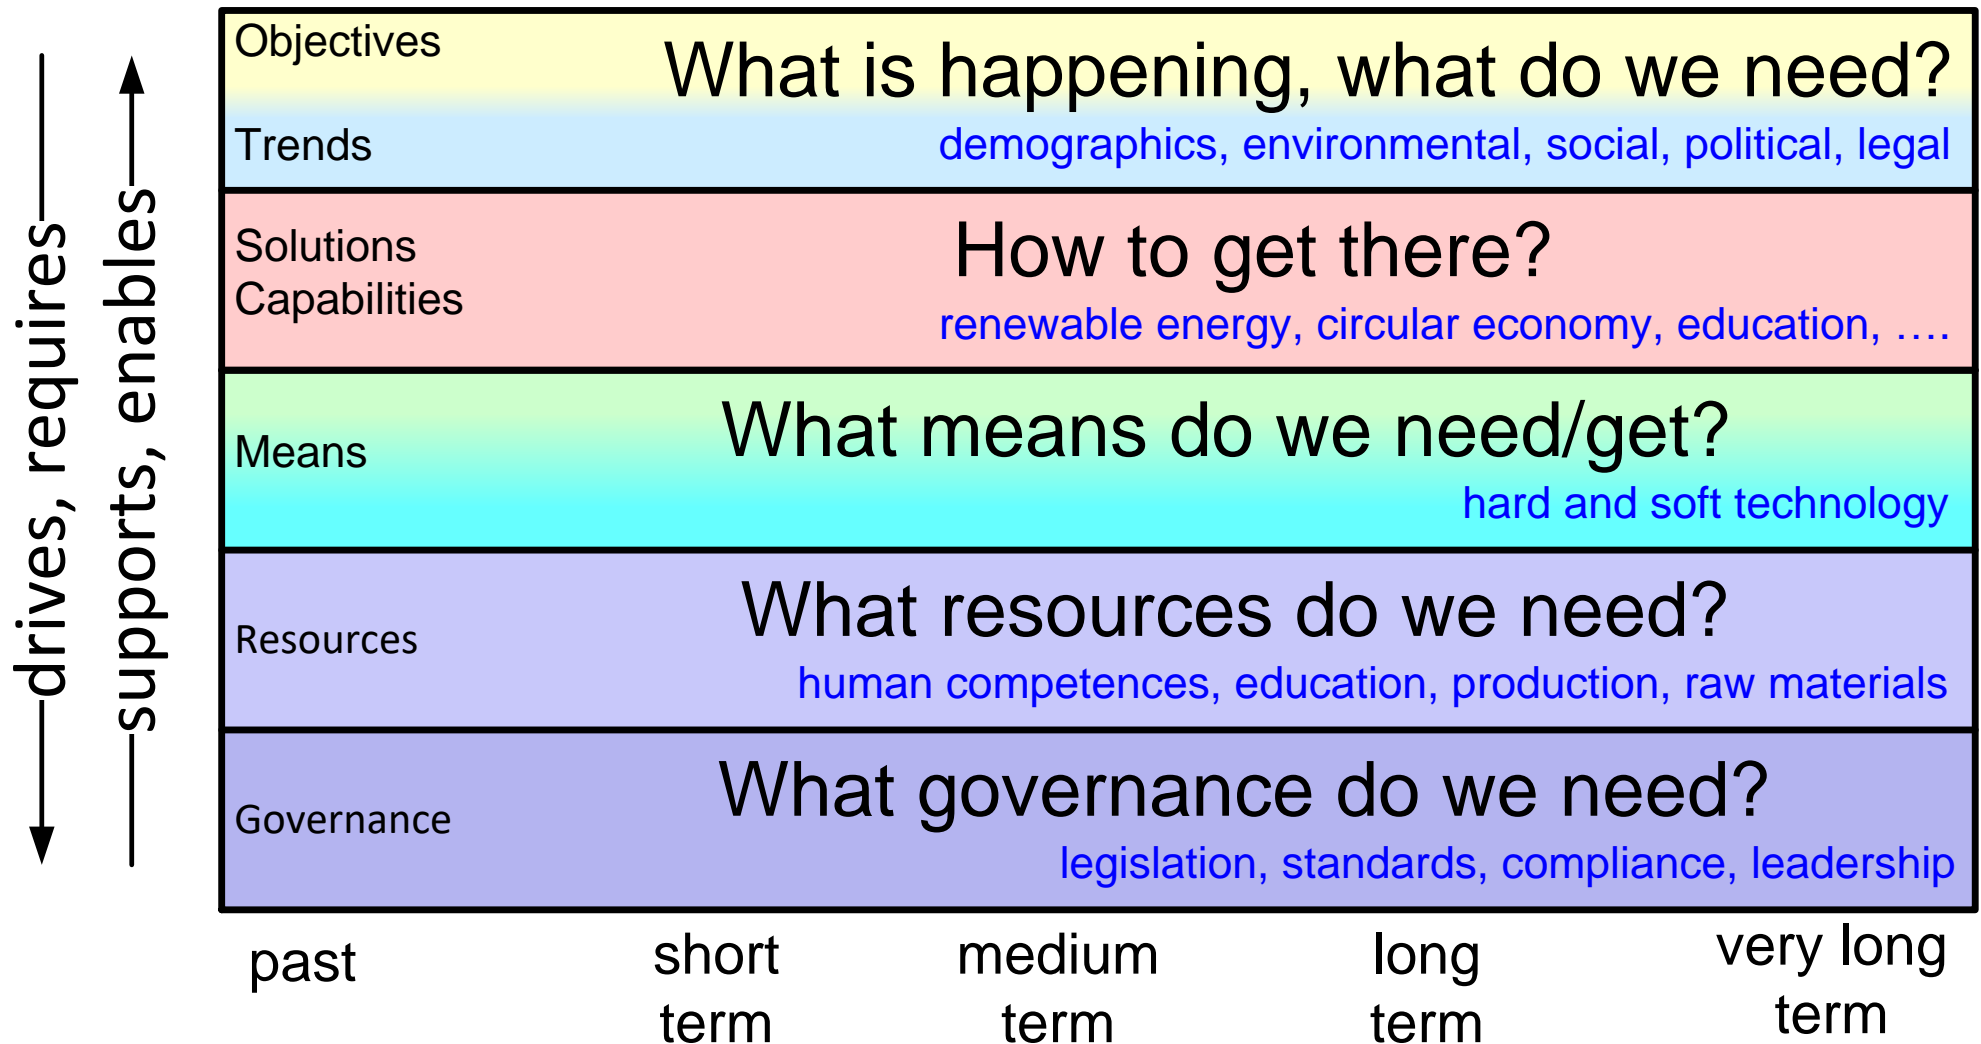 drives, requires
supports, enables
Objectives
What is happening, what do we need?
Trends
demographics, environmental, social, political, legal
Solutions
Capabilities
How to get there?
renewable energy, circular economy, education, ....
Means
What means do we need/get?
hard and soft technology
Resources
What resources do we need?
human competences, education, production, raw materials
Governance
What governance do we need?
legislation, standards, compliance, leadership
past
short
term
medium
term
long
term
very long
term